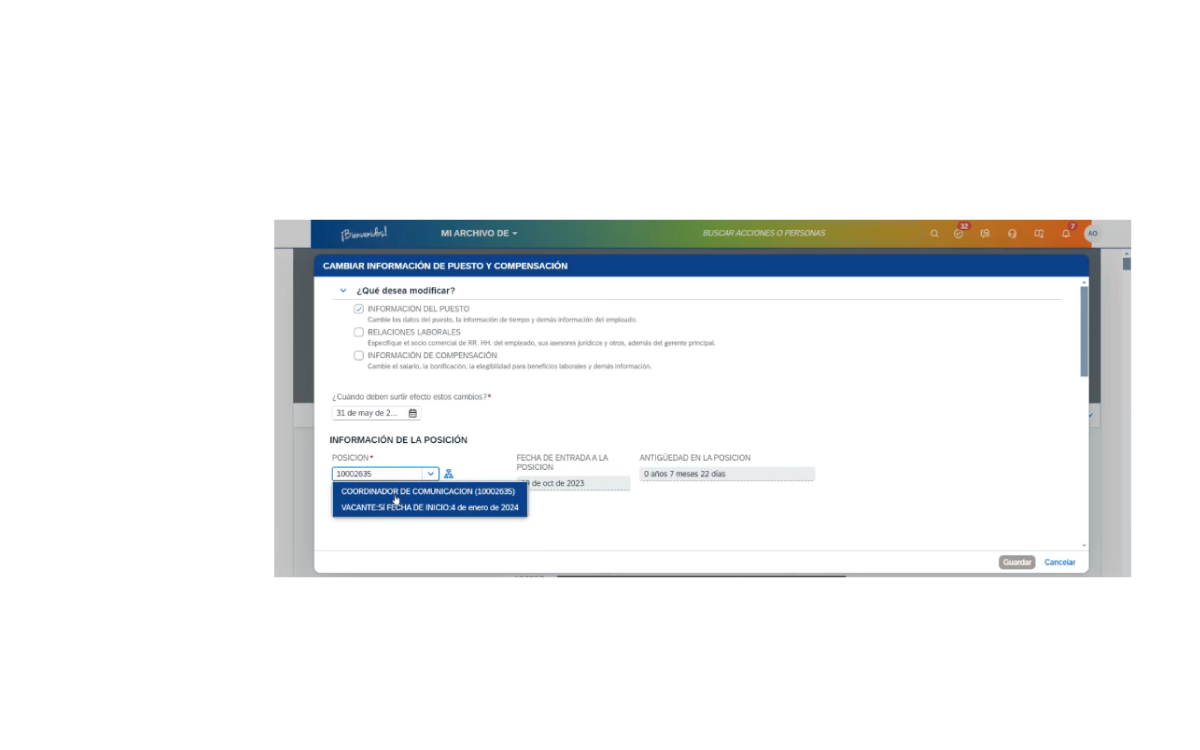 ¡Bienvenidos!
MI ARCHIVO DE
BUSCAR ACCIONES O PERSONAS
32
7
AO
CAMBIAR INFORMACIÓN DE PUESTO Y COMPENSACIÓN
¿Qué desea modificar?
INFORMACIÓN DEL PUESTO
Cambie los datos del puesto, la información de tiempo y demás información del empleado.
RELACIONES LABORALES
Especifique el socio comercial de RR. HH. del empleado, sus asesores jurídicos y otros, además del gerente principal.
INFORMACIÓN DE COMPENSACIÓN
Cambie el salario, la bonificación, la elegibilidad para beneficios laborales y demás información.
¿Cuándo deben surtir efecto estos cambios?*
31 de may de 2...
INFORMACIÓN DE LA POSICIÓN
POSICION*
10002635
FECHA DE ENTRADA A LA
POSICION
de oct de 2023
ANTIGÜEDAD EN LA POSICION
0 años 7 meses 22 días
COORDINADOR DE COMUNICACION (10002635)
VACANTE:SÍ FECHA DE INICIO:4 de enero de 2024
Guardar
Cancelar